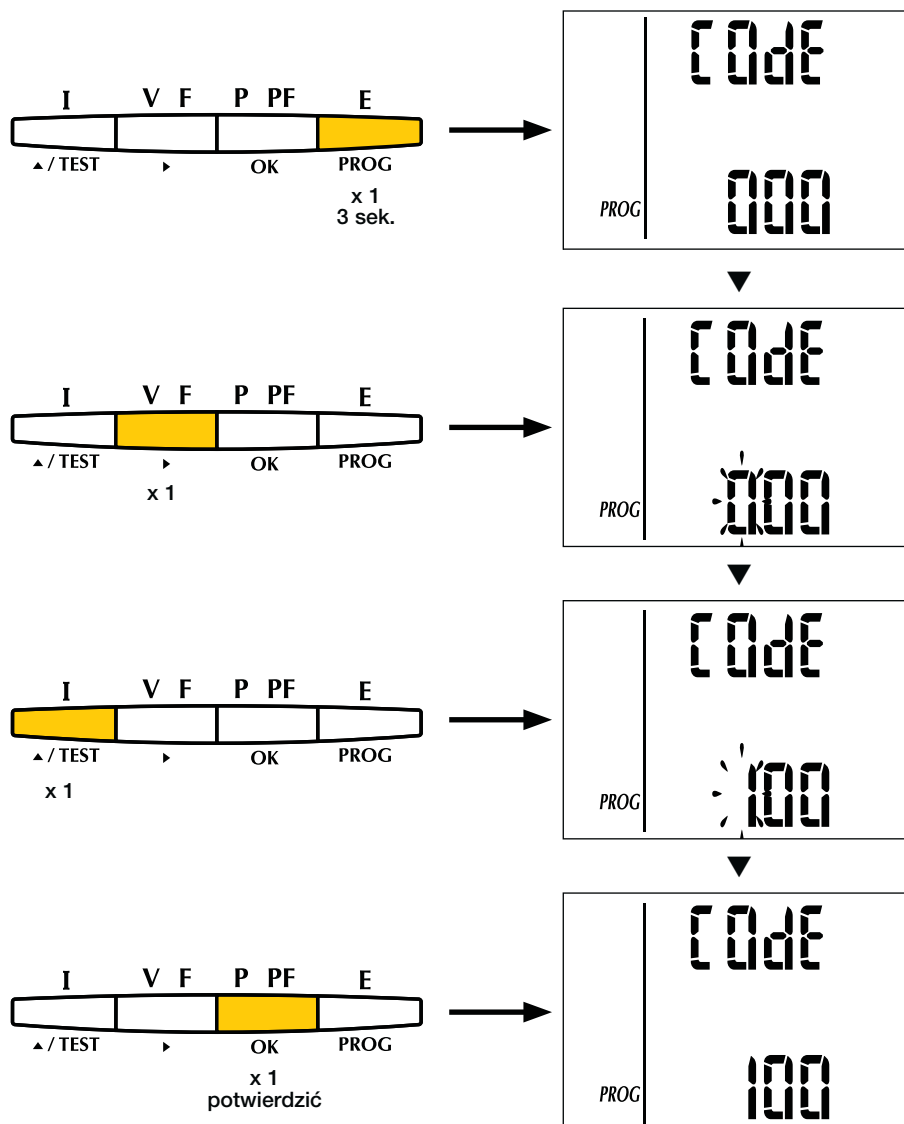 I V F P PF E
▲ / TEST ▶ OK PROG
x 1
3 sek.
COdE
PROG 000
I V F P PF E
▲ / TEST ▶ OK PROG
x 1
COdE
PROG 000
I V F P PF E
▲ / TEST ▶ OK PROG
x 1
COdE
PROG 100
I V F P PF E
▲ / TEST ▶ OK PROG
x 1
potwierdzić
COdE
PROG 100